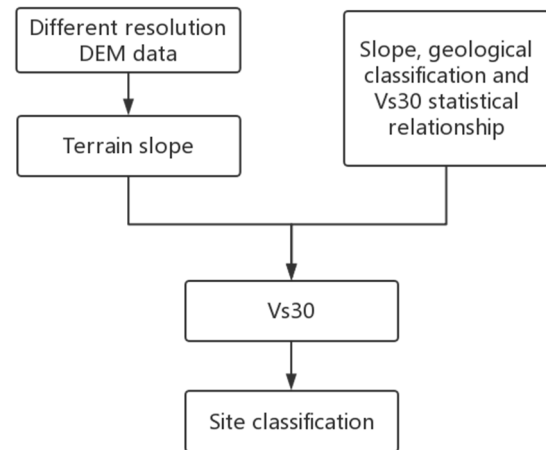 Different resolution
DEM data
Slope, geological
classification and
Vs30 statistical
relationship
Terrain slope
Vs30
Site classification